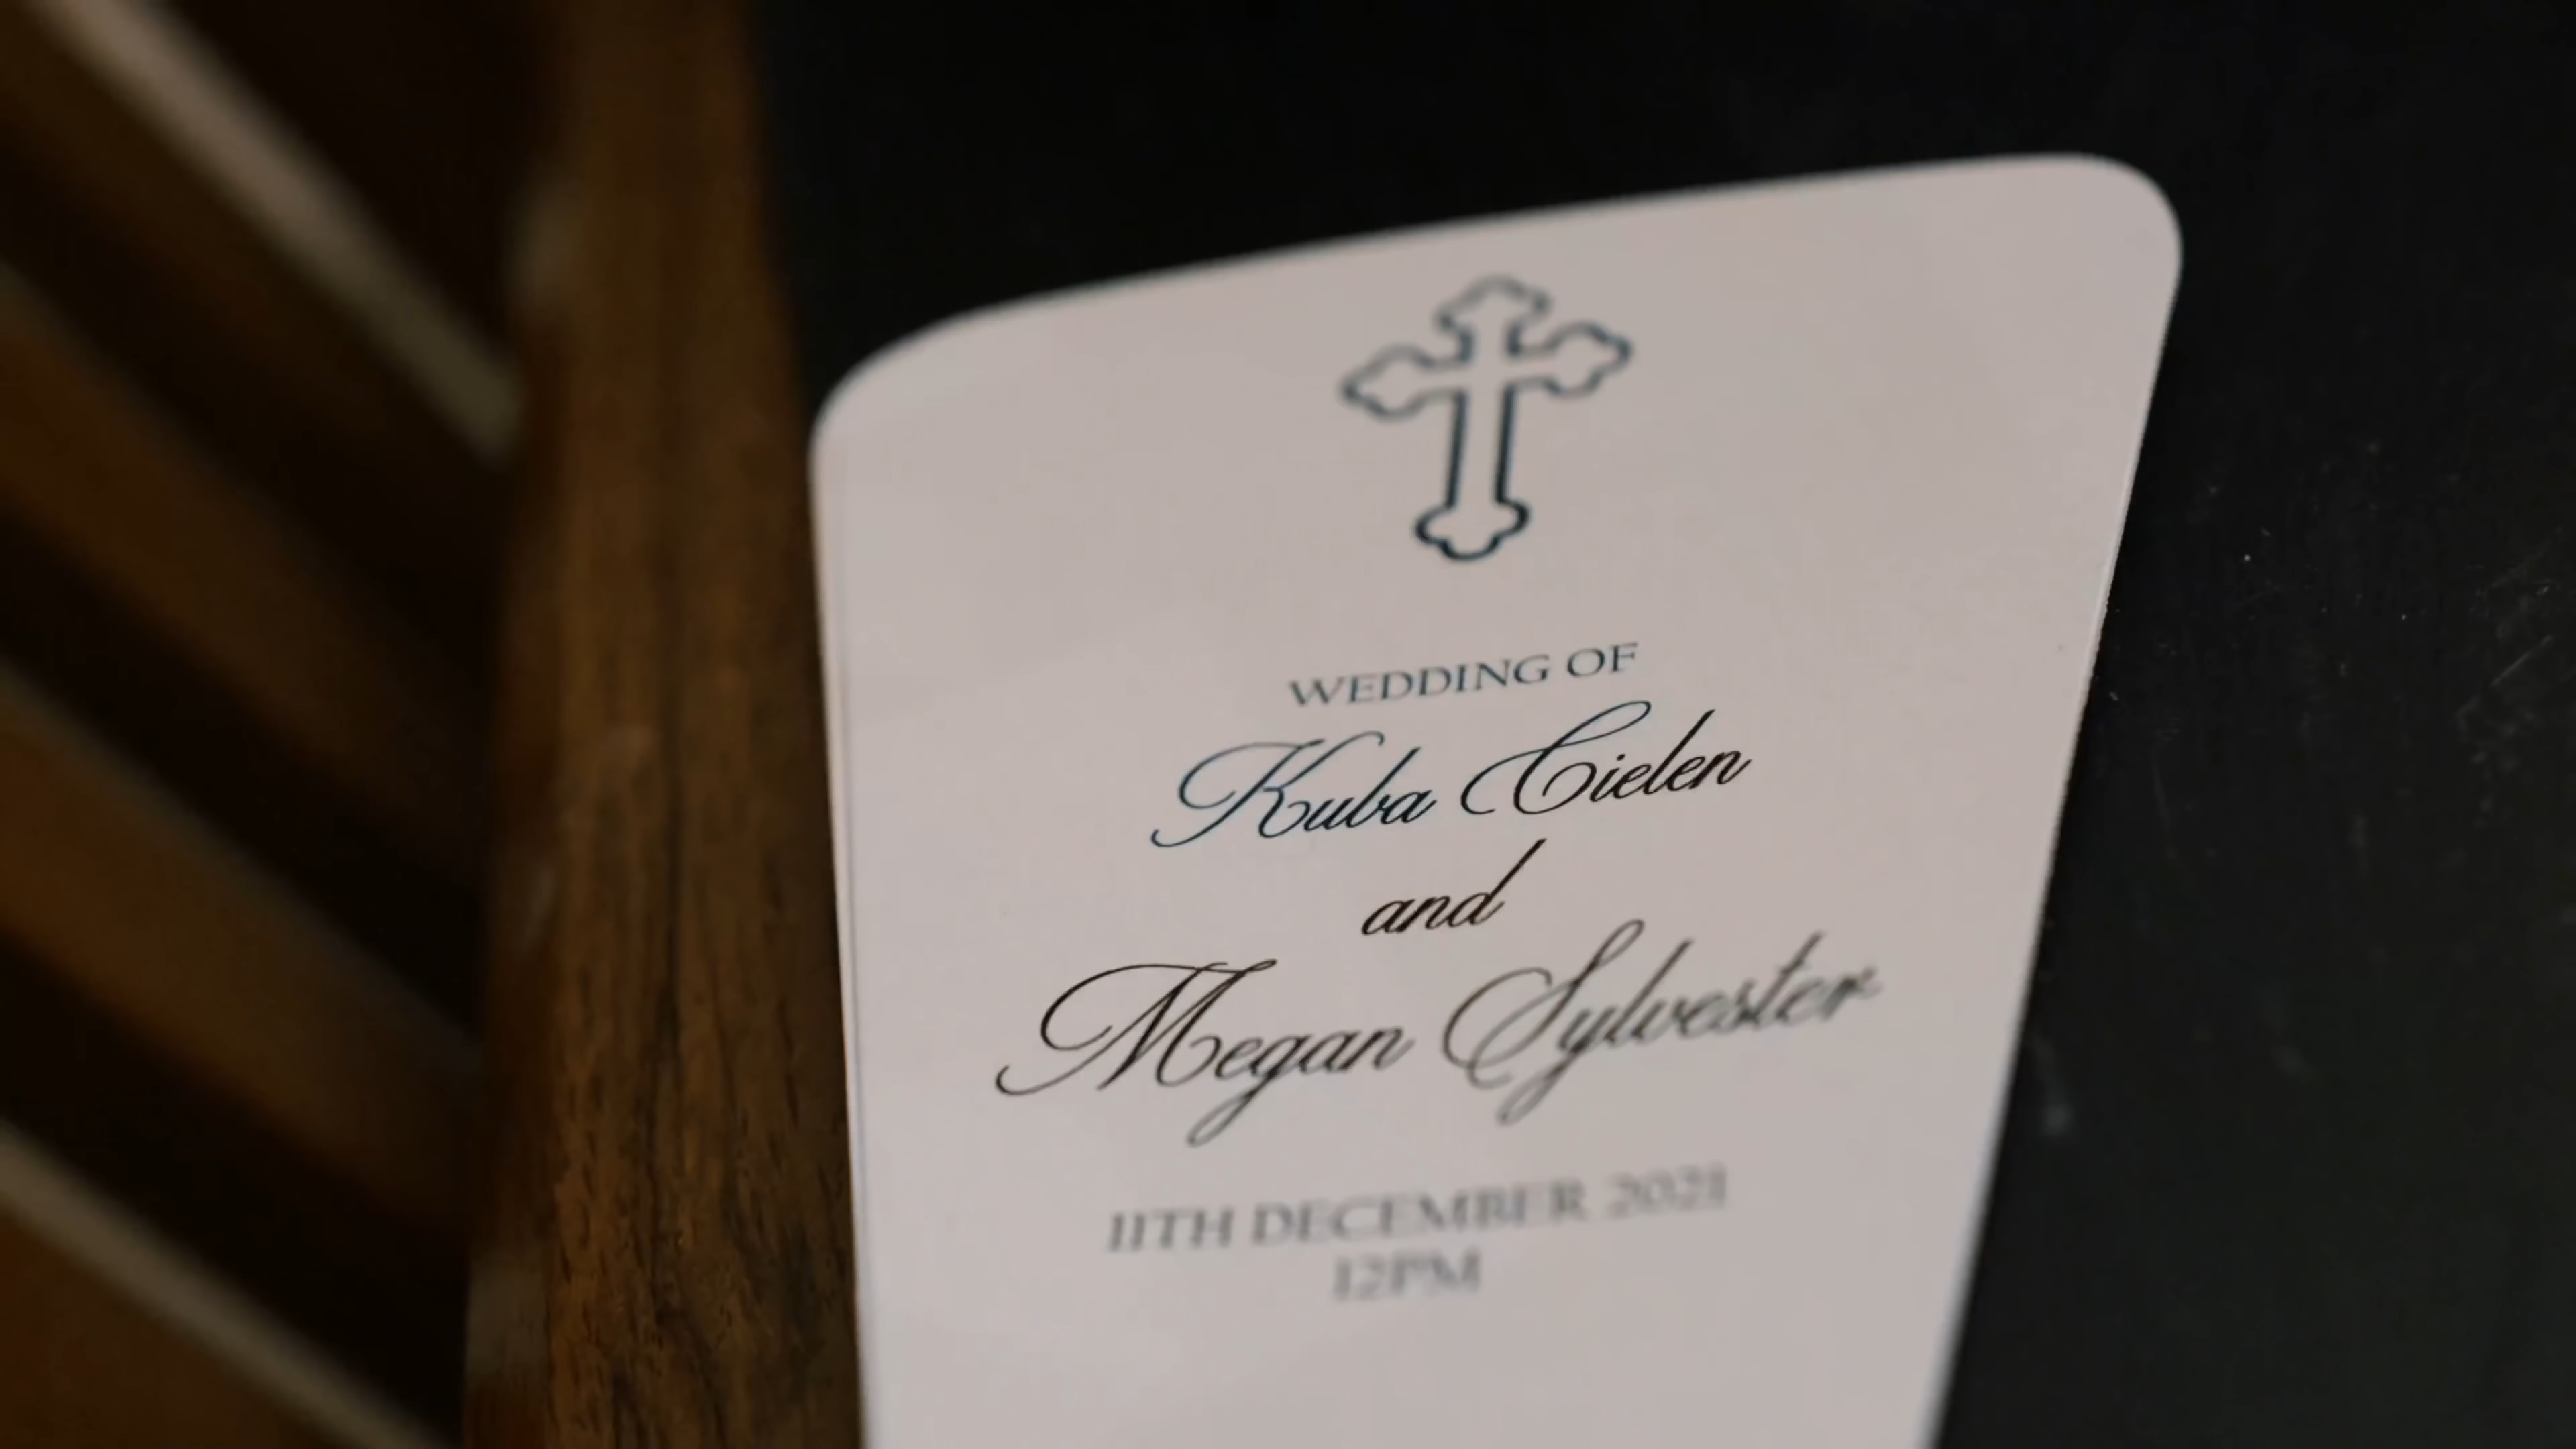 WEDDING OF
Kuba Cielen
and
Megan Sylvester
11TH DECEMBER 2021
12PM